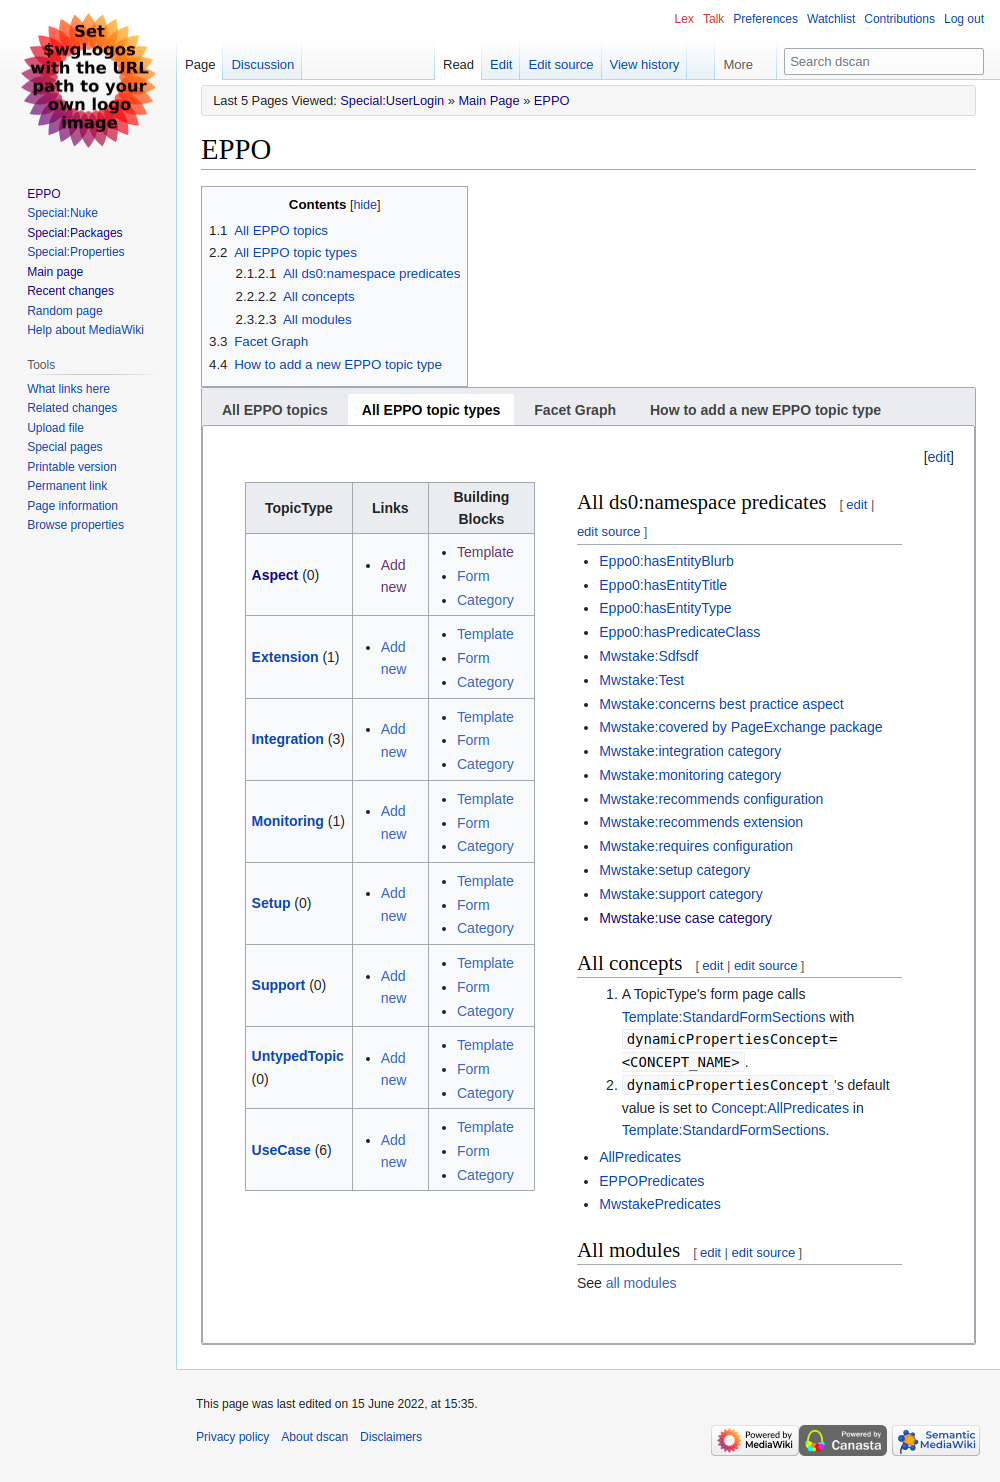 Set
$wgLogos
with the URL
path to your
own logo
image
Lex Talk Preferences Watchlist Contributions Log out
Page Discussion Read Edit Edit source View history More Search dscan
Last 5 Pages Viewed: Special:UserLogin » Main Page » EPPO
EPPO
EPPO
Special:Nuke
Special:Packages
Special:Properties
Main page
Recent changes
Random page
Help about MediaWiki
Tools
What links here
Related changes
Upload file
Special pages
Printable version
Permanent link
Page information
Browse properties
Contents [hide]
1.1 All EPPO topics
2.2 All EPPO topic types
2.1.2.1 All ds0:namespace predicates
2.2.2.2 All concepts
2.3.2.3 All modules
3.3 Facet Graph
4.4 How to add a new EPPO topic type
All EPPO topics All EPPO topic types Facet Graph How to add a new EPPO topic type
[edit]
TopicType Links Building
Blocks
Aspect (0) • Add
new
• Template
• Form
• Category
Extension (1) • Add
new
• Template
• Form
• Category
Integration (3) • Add
new
• Template
• Form
• Category
Monitoring (1) • Add
new
• Template
• Form
• Category
Setup (0) • Add
new
• Template
• Form
• Category
Support (0) • Add
new
• Template
• Form
• Category
UntypedTopic
(0)
• Add
new
• Template
• Form
• Category
UseCase (6) • Add
new
• Template
• Form
• Category
All ds0:namespace predicates [ edit |
edit source ]
• Eppo0:hasEntityBlurb
• Eppo0:hasEntityTitle
• Eppo0:hasEntityType
• Eppo0:hasPredicateClass
• Mwstake:Sdfsdf
• Mwstake:Test
• Mwstake:concerns best practice aspect
• Mwstake:covered by PageExchange package
• Mwstake:integration category
• Mwstake:monitoring category
• Mwstake:recommends configuration
• Mwstake:recommends extension
• Mwstake:requires configuration
• Mwstake:setup category
• Mwstake:support category
• Mwstake:use case category
All concepts [ edit | edit source ]
1. A TopicType's form page calls
Template:StandardFormSections with
dynamicPropertiesConcept=
<CONCEPT_NAME> .
2. dynamicPropertiesConcept 's default
value is set to Concept:AllPredicates in
Template:StandardFormSections.
• AllPredicates
• EPPOPredicates
• MwstakePredicates
All modules [ edit | edit source ]
See all modules
This page was last edited on 15 June 2022, at 15:35.
Privacy policy About dscan Disclaimers
Powered by
MediaWiki
Powered by
Canasta
Semantic
MediaWiki